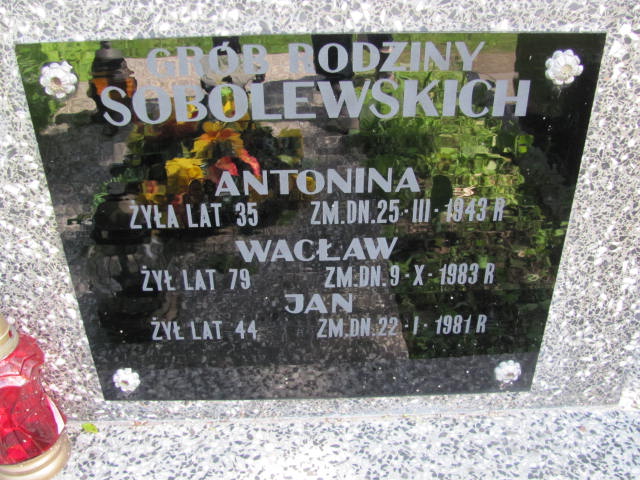 GRÓB RODZINY
SOBOLEWSKICH
ANTONINA
ŻYŁA LAT 35 ZM.DN.25·III·1943 R
WACŁAW
ŻYŁ LAT 79 ZM.DN.9·X·1983 R
JAN
ŻYŁ LAT 44 ZM.DN.22·I·1981 R